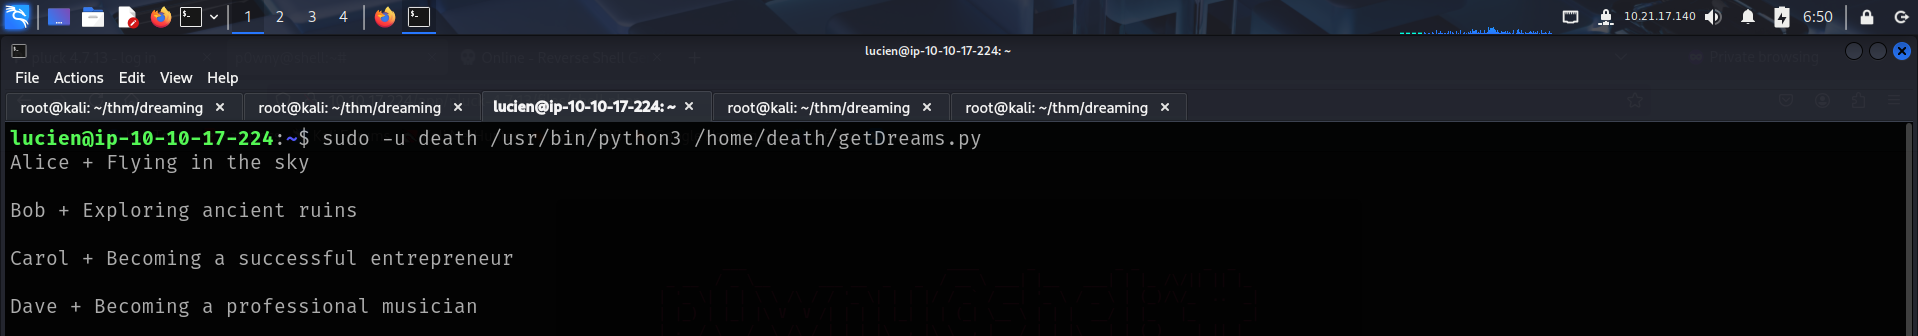 1 2 3 4 10.21.17.140 6:50
lucien@ip-10-10-17-224: ~
File Actions Edit View Help
root@kali: ~/thm/dreaming × root@kali: ~/thm/dreaming × lucien@ip-10-10-17-224: ~ × root@kali: ~/thm/dreaming × root@kali: ~/thm/dreaming ×
lucien@ip-10-10-17-224:~$ sudo -u death /usr/bin/python3 /home/death/getDreams.py
Alice + Flying in the sky
Bob + Exploring ancient ruins
Carol + Becoming a successful entrepreneur
Dave + Becoming a professional musician